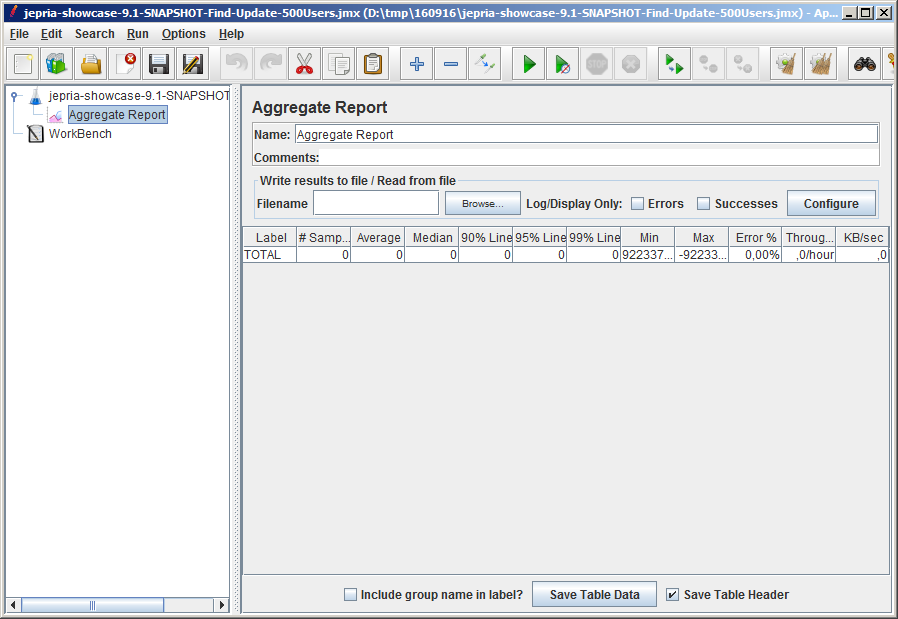 jepria-showcase-9.1-SNAPSHOT-Find-Update-500Users.jmx (D:\tmp\160916\jepria-showcase-9.1-SNAPSHOT-Find-Update-500Users.jmx) - Ap...
File Edit Search Run Options Help
STOP
jepria-showcase-9.1-SNAPSHOT
Aggregate Report
WorkBench
Aggregate Report
Name: Aggregate Report
Comments:
Write results to file / Read from file
Filename Browse... Log/Display Only: Errors Successes Configure
Label # Samp... Average Median 90% Line 95% Line 99% Line Min Max Error % Throug... KB/sec
TOTAL 0 0 0 0 0 0 922337... -92233... 0,00% ,0/hour ,0
Include group name in label? Save Table Data Save Table Header